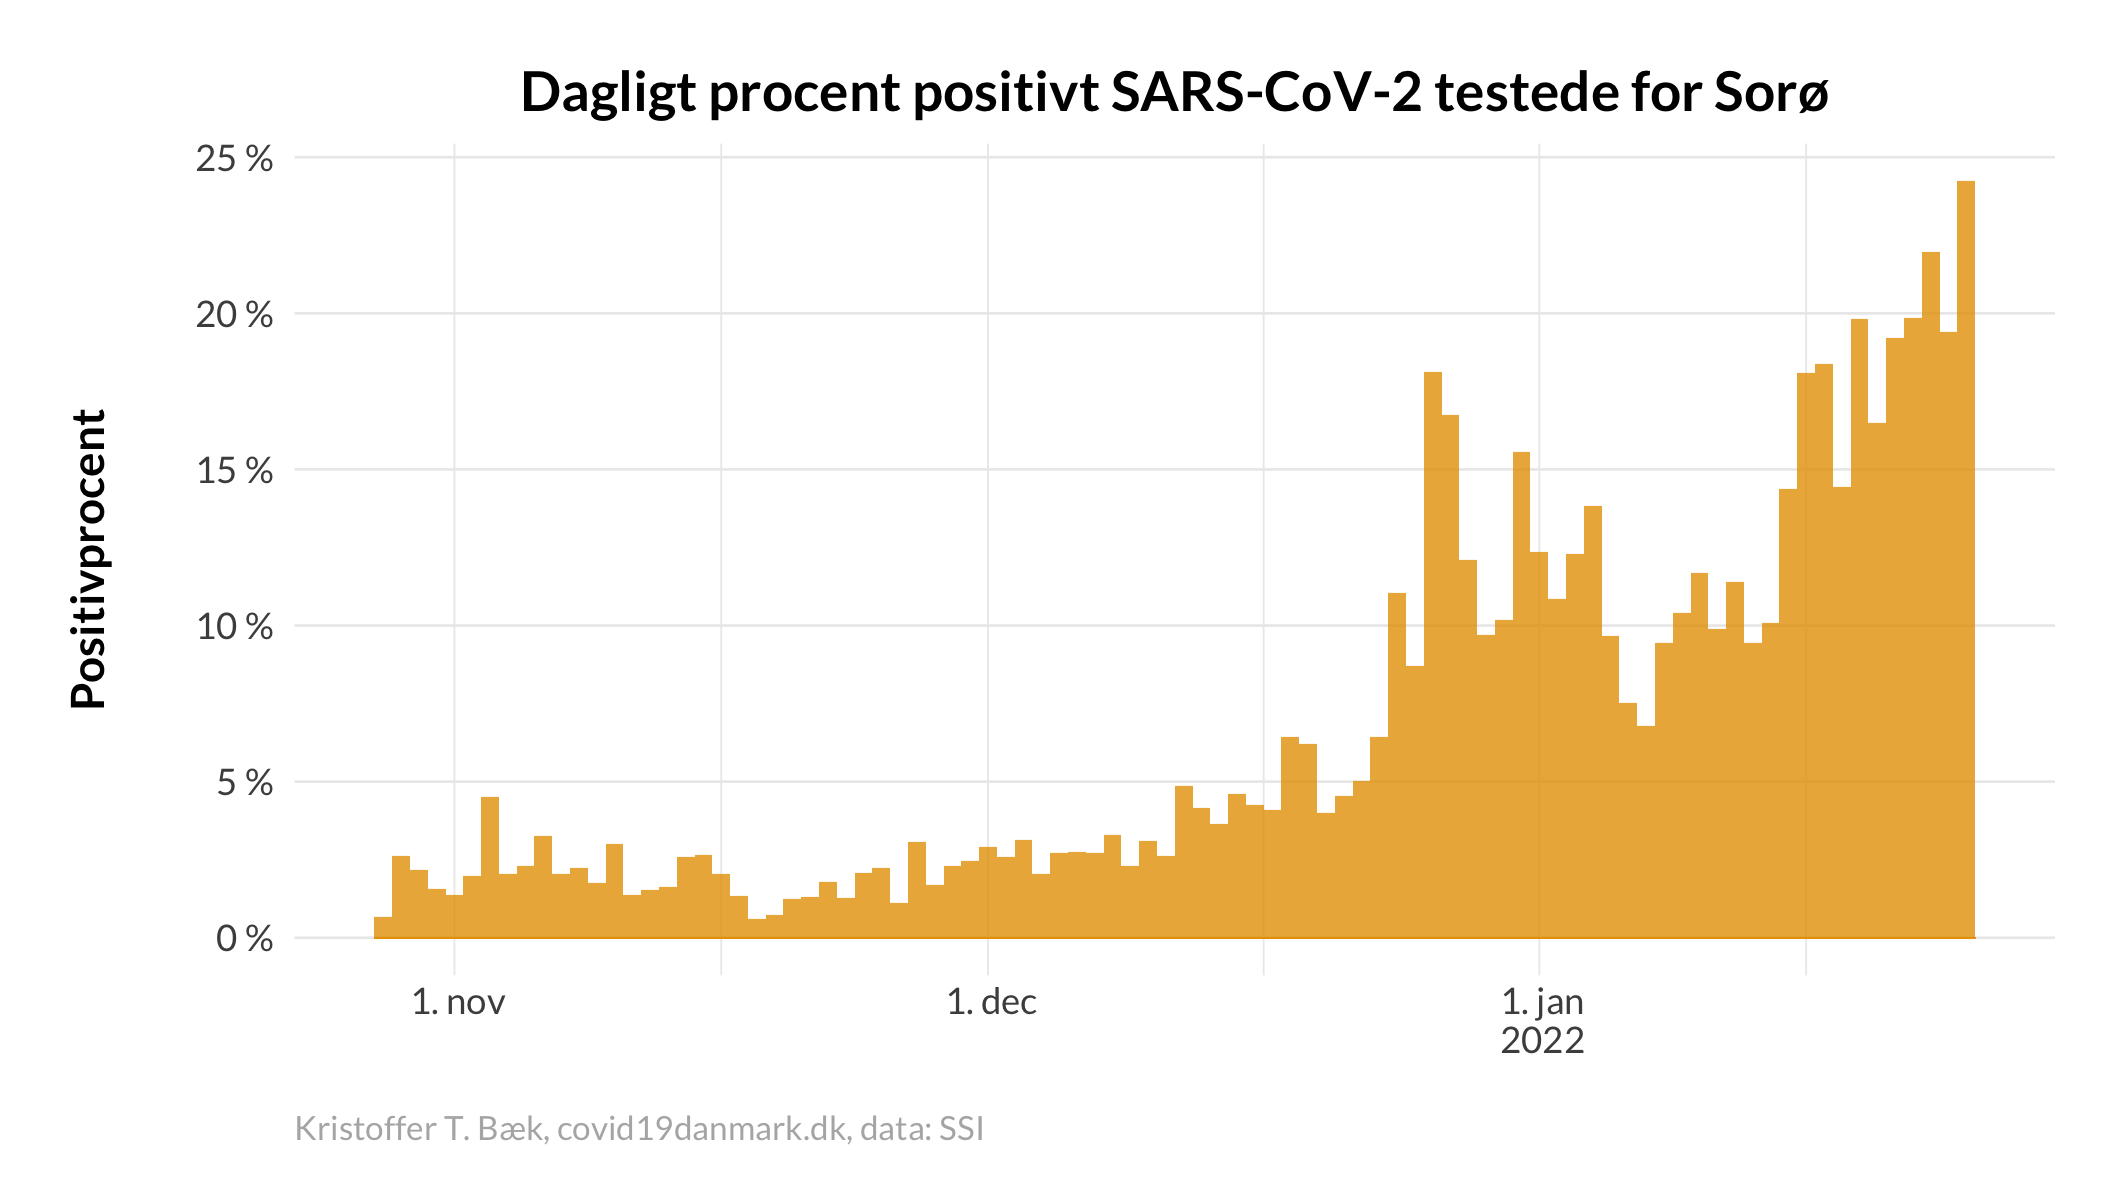 Dagligt procent positivt SARS-CoV-2 testede for Sorø
Positivprocent
25 %
20 %
15 %
10 %
5 %
0 %
1. nov
1. dec
1. jan
2022
Kristoffer T. Bæk, covid19danmark.dk, data: SSI